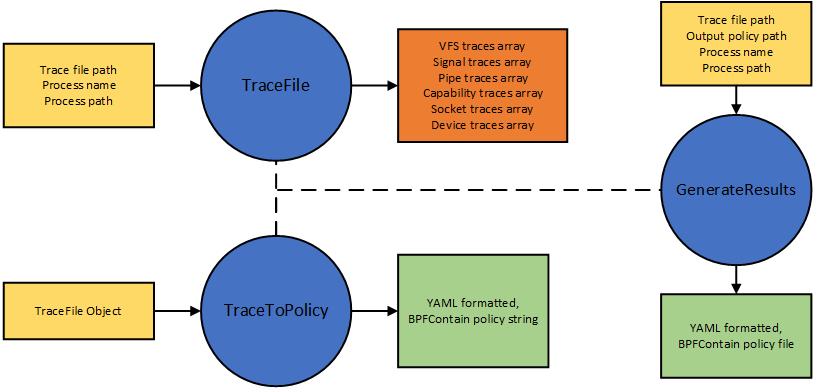 Trace file path
Process name
Process path
TraceFile
VFS traces array
Signal traces array
Pipe traces array
Capability traces array
Socket traces array
Device traces array
Trace file path
Output policy path
Process name
Process path
GenerateResults
TraceFile Object
TraceToPolicy
YAML formatted,
BPFContain policy string
YAML formatted,
BPFContain policy file